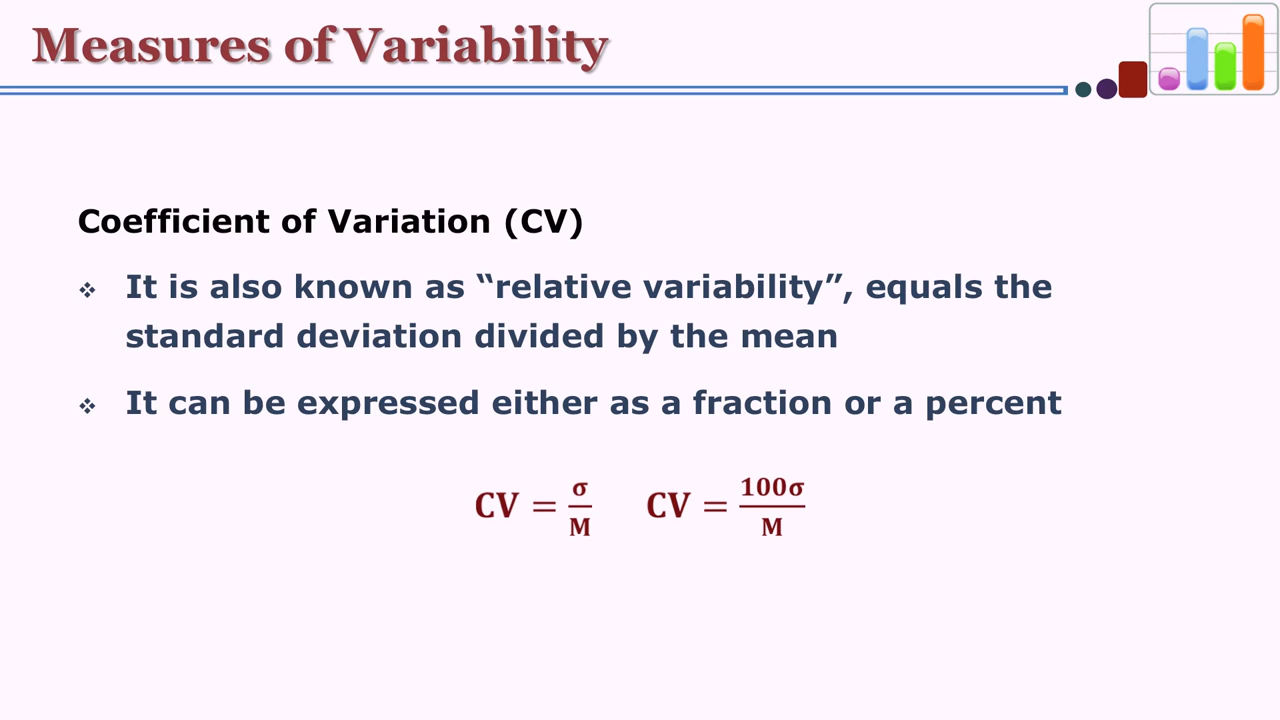 Measures of Variability
Coefficient of Variation (CV)
❖ It is also known as “relative variability”, equals the
standard deviation divided by the mean
❖ It can be expressed either as a fraction or a percent
CV = σ/M CV = 100σ/M